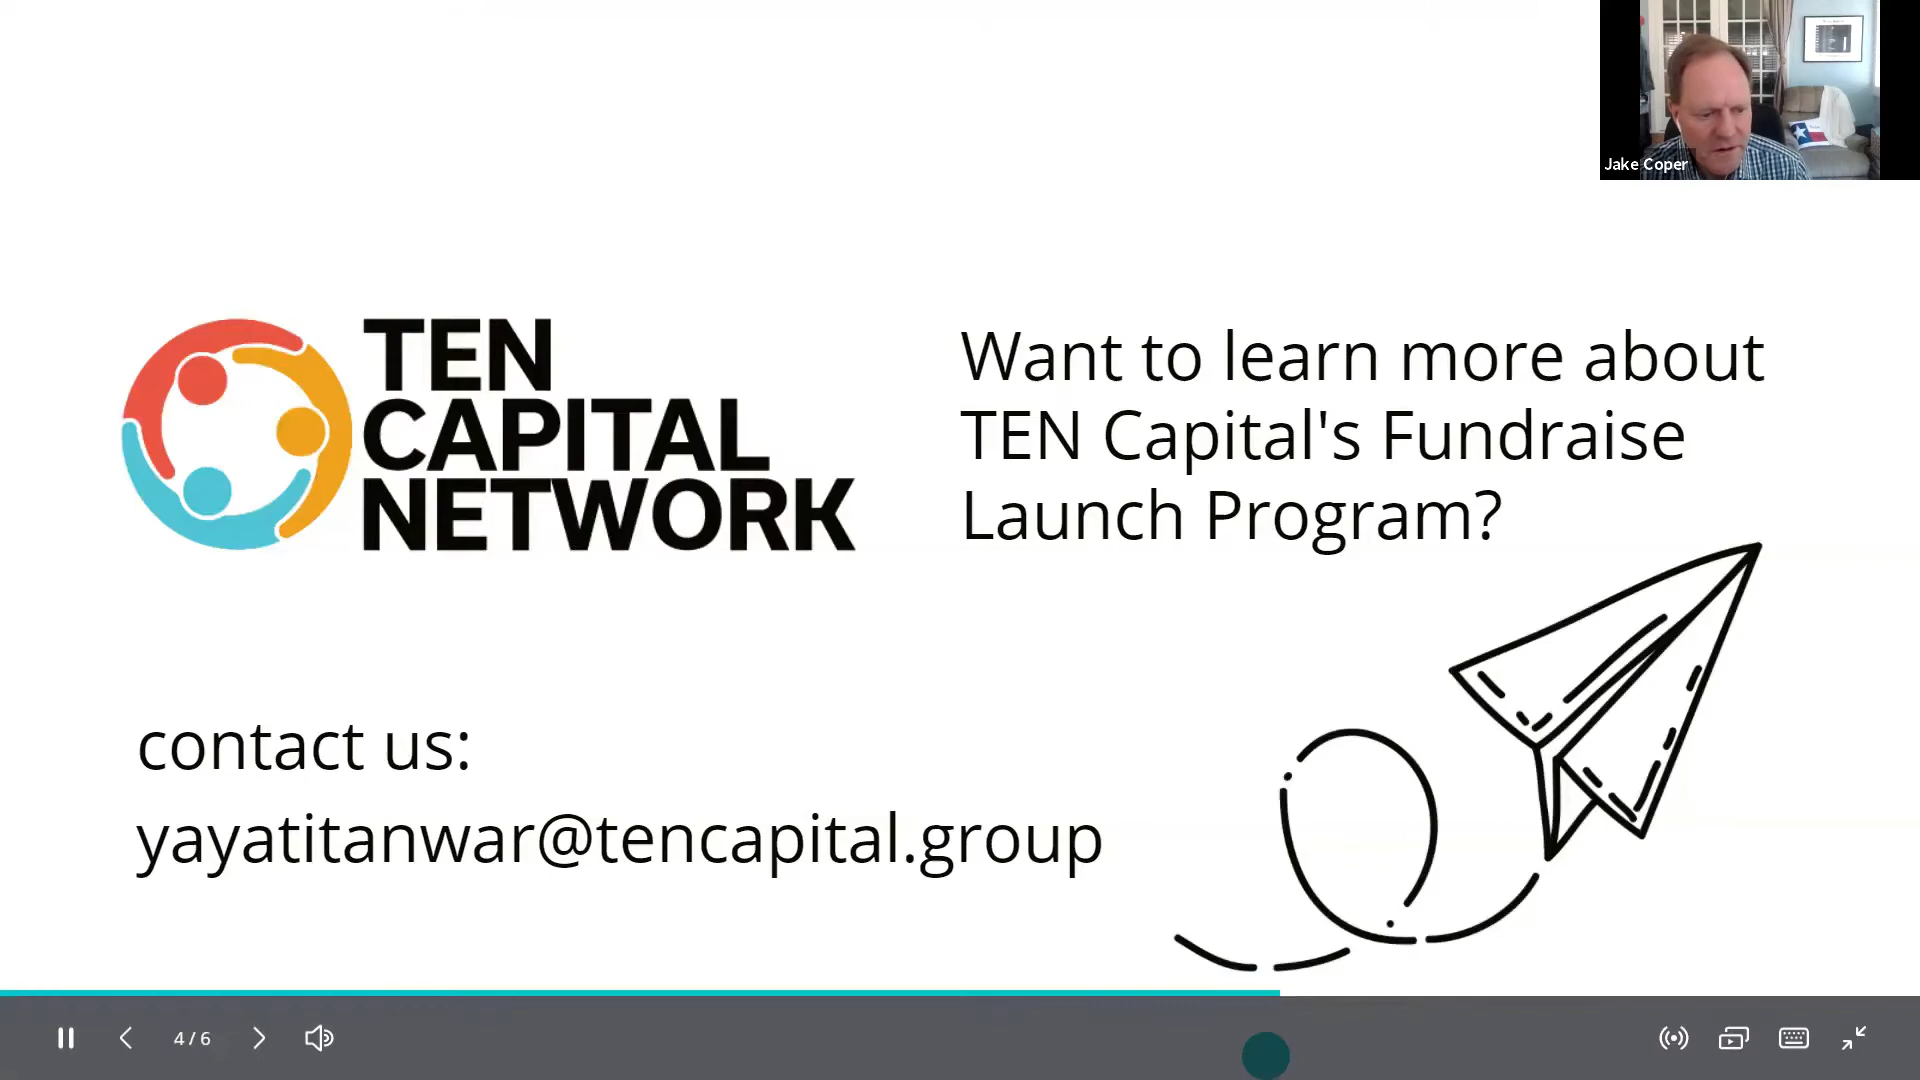 Jake Coper
TEN
CAPITAL
NETWORK
Want to learn more about
TEN Capital's Fundraise
Launch Program?
contact us:
yayatitanwar@tencapital.group
4 / 6